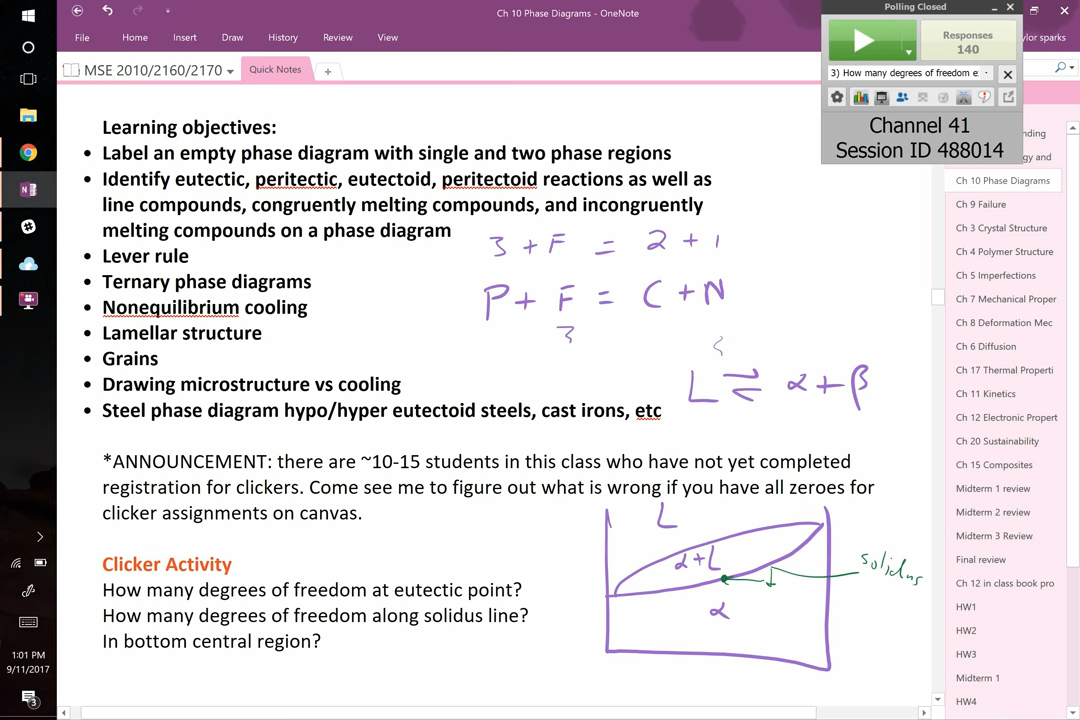 Ch 10 Phase Diagrams - OneNote
Polling Closed
ylor sparks
File Home Insert Draw History Review View
Responses
140
MSE 2010/2160/2170
Quick Notes
3) How many degrees of freedom e
Channel 41
Session ID 488014
Learning objectives:
• Label an empty phase diagram with single and two phase regions
• Identify eutectic, peritectic, eutectoid, peritectoid reactions as well as
line compounds, congruently melting compounds, and incongruently
melting compounds on a phase diagram
• Lever rule
• Ternary phase diagrams
• Nonequilibrium cooling
• Lamellar structure
• Grains
• Drawing microstructure vs cooling
• Steel phase diagram hypo/hyper eutectoid steels, cast irons, etc
3 + F = 2 + 1
P + F = C + N
3
L ⇌ α + β
*ANNOUNCEMENT: there are ~10-15 students in this class who have not yet completed
registration for clickers. Come see me to figure out what is wrong if you have all zeroes for
clicker assignments on canvas.
Clicker Activity
How many degrees of freedom at eutectic point?
How many degrees of freedom along solidus line?
In bottom central region?
L
α+L
α
solidus
nding
gy and
Ch 10 Phase Diagrams
Ch 9 Failure
Ch 3 Crystal Structure
Ch 4 Polymer Structure
Ch 5 Imperfections
Ch 7 Mechanical Proper
Ch 8 Deformation Mec
Ch 6 Diffusion
Ch 17 Thermal Properti
Ch 11 Kinetics
Ch 12 Electronic Propert
Ch 20 Sustainability
Ch 15 Composites
Midterm 1 review
Midterm 2 review
Midterm 3 Review
Final review
Ch 12 in class book pro
HW1
HW2
HW3
Midterm 1
HW4
1:01 PM
9/11/2017
3